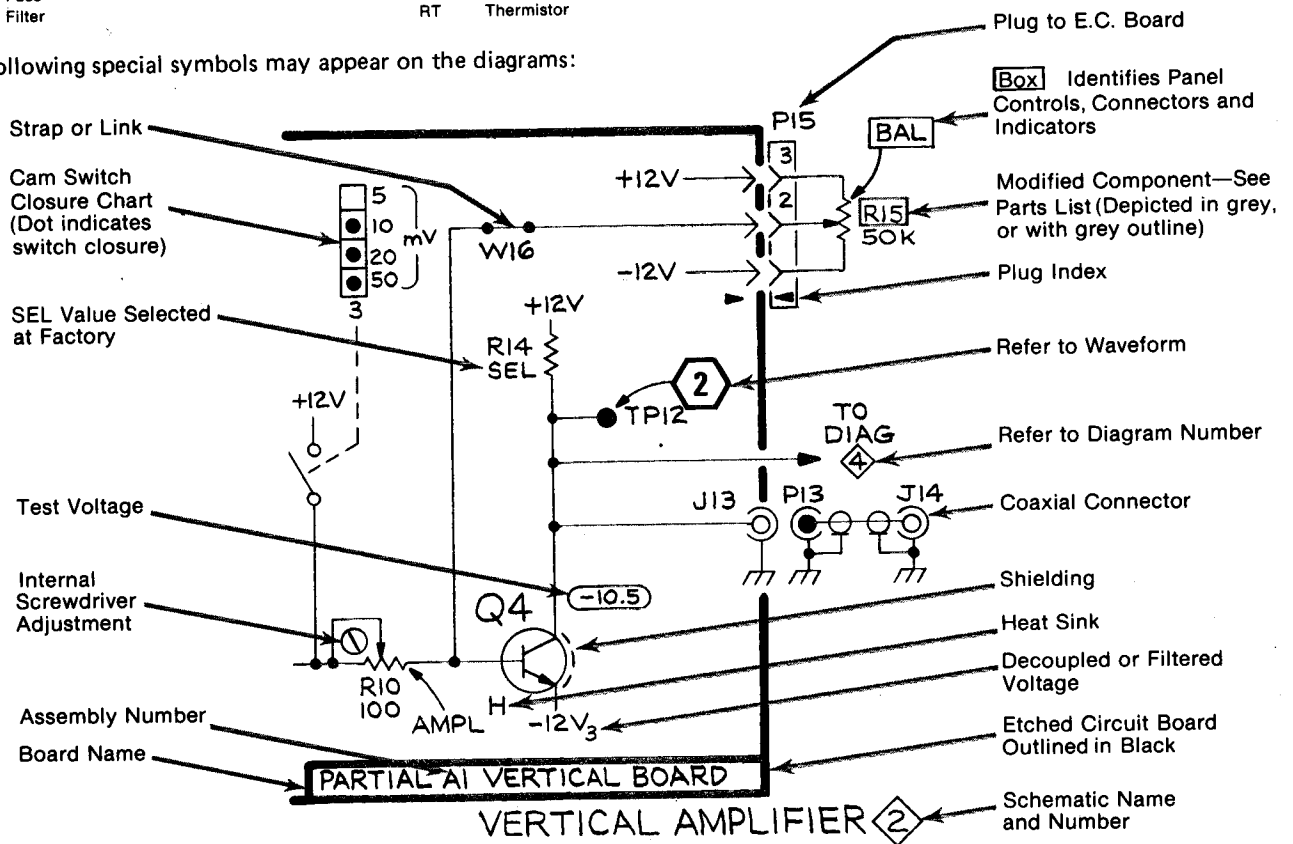 Filter
RT Thermistor
ollowing special symbols may appear on the diagrams:
Plug to E.C. Board
Box Identifies Panel
Controls, Connectors and
Indicators
Strap or Link
P15
BAL
Cam Switch
Closure Chart
(Dot indicates
switch closure)
5
10
20
50
mV
3
W16
+12V
-12V
3
2
1
R15
50K
Modified Component—See
Parts List (Depicted in grey,
or with grey outline)
Plug Index
SEL Value Selected
at Factory
+12V
R14
SEL
2
TP12
Refer to Waveform
+12V
TO
DIAG
4
Refer to Diagram Number
Test Voltage
J13
P13
J14
Coaxial Connector
-10.5
Shielding
Internal
Screwdriver
Adjustment
Q4
Heat Sink
R10
100
AMPL
H
-12V3
Decoupled or Filtered
Voltage
Assembly Number
Board Name
PARTIAL A1 VERTICAL BOARD
Etched Circuit Board
Outlined in Black
VERTICAL AMPLIFIER 2
Schematic Name
and Number